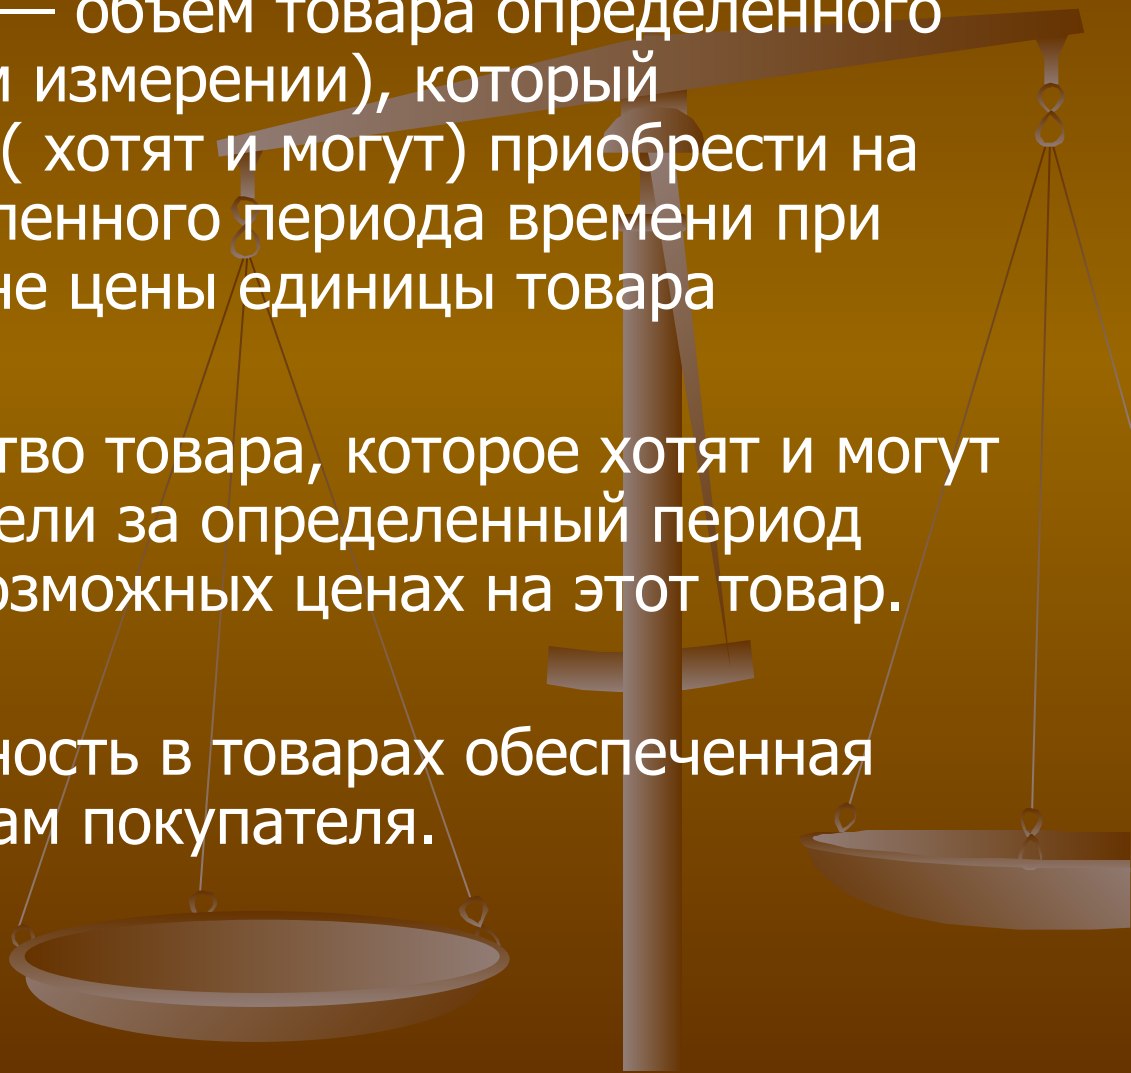 — объем товара определенного
измерении), который
( хотят и могут) приобрести на
ленного периода времени при
не цены единицы товара
тво товара, которое хотят и могут
ели за определенный период
озможных ценах на этот товар.
ность в товарах обеспеченная
ам покупателя.